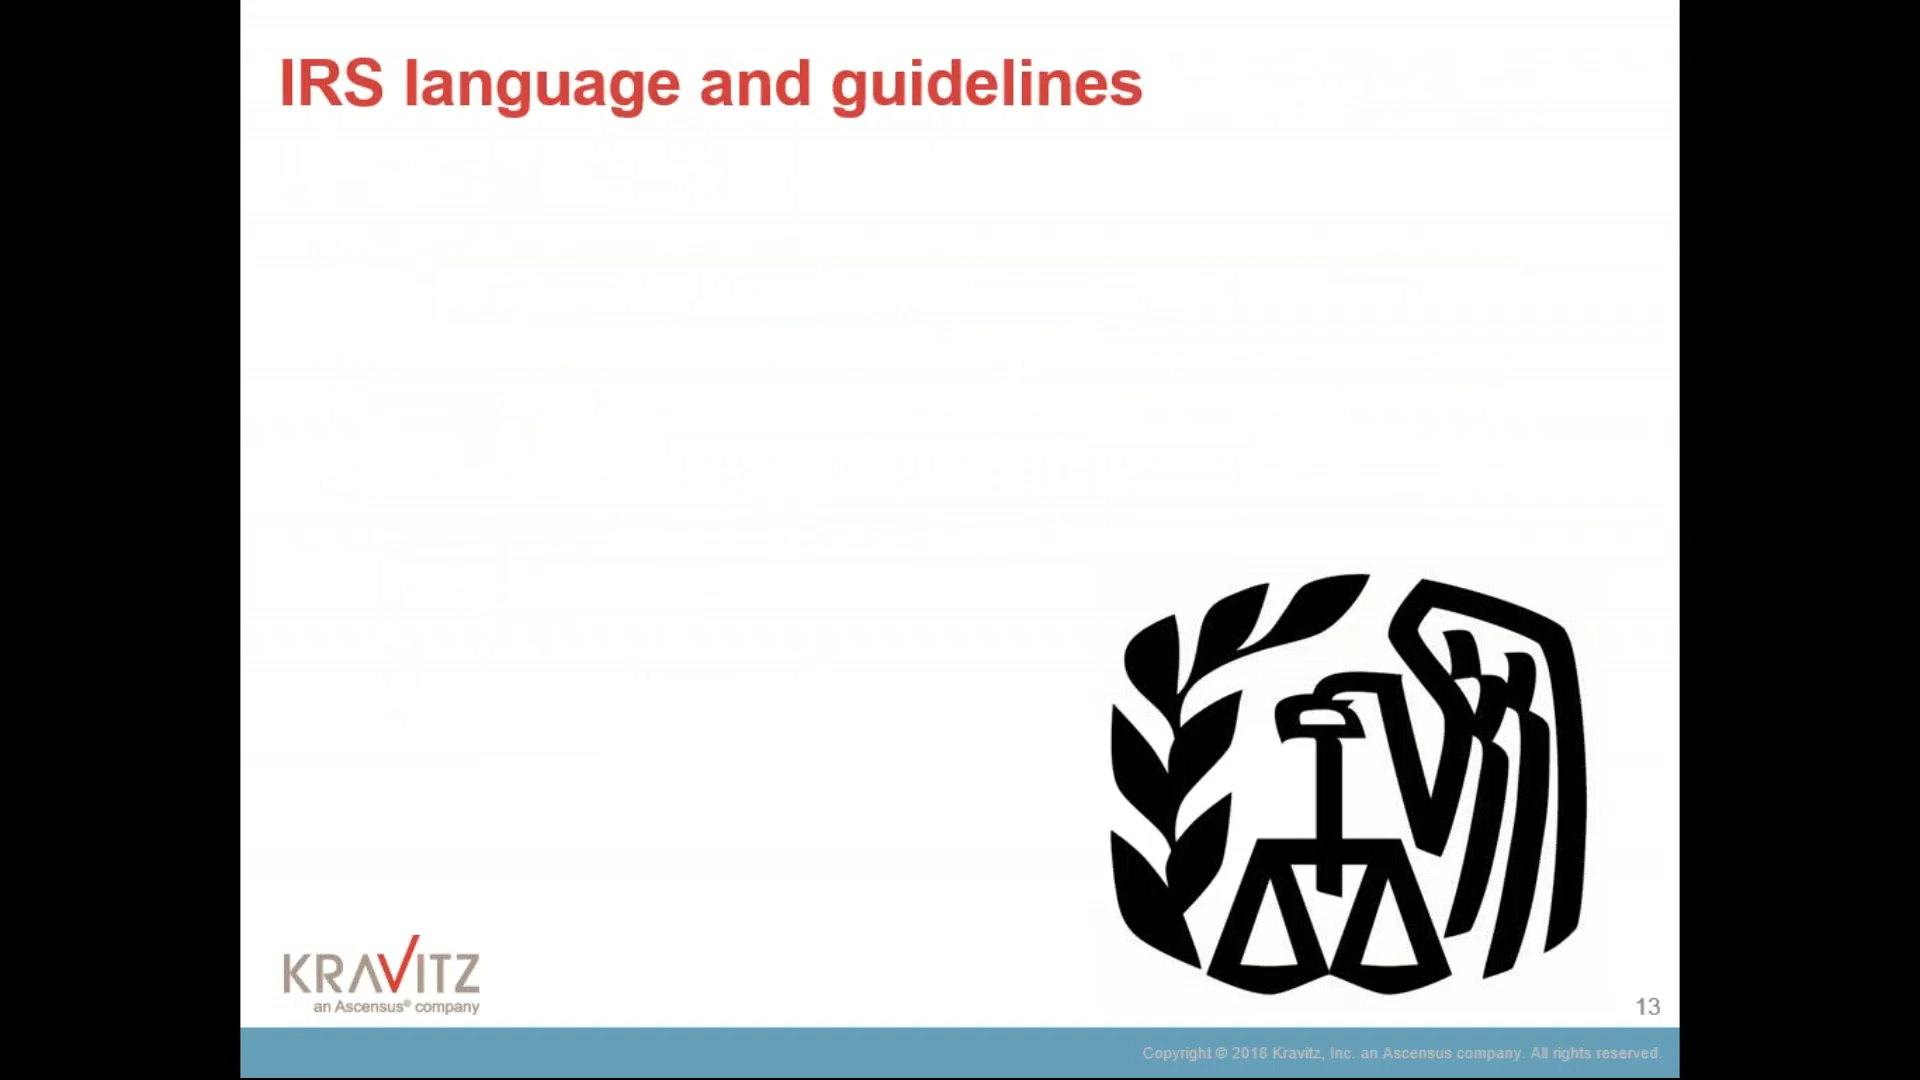 IRS language and guidelines
KRAVITZ
an Ascensus® company
13
Copyright © 2018 Kravitz, Inc. an Ascensus company. All rights reserved.